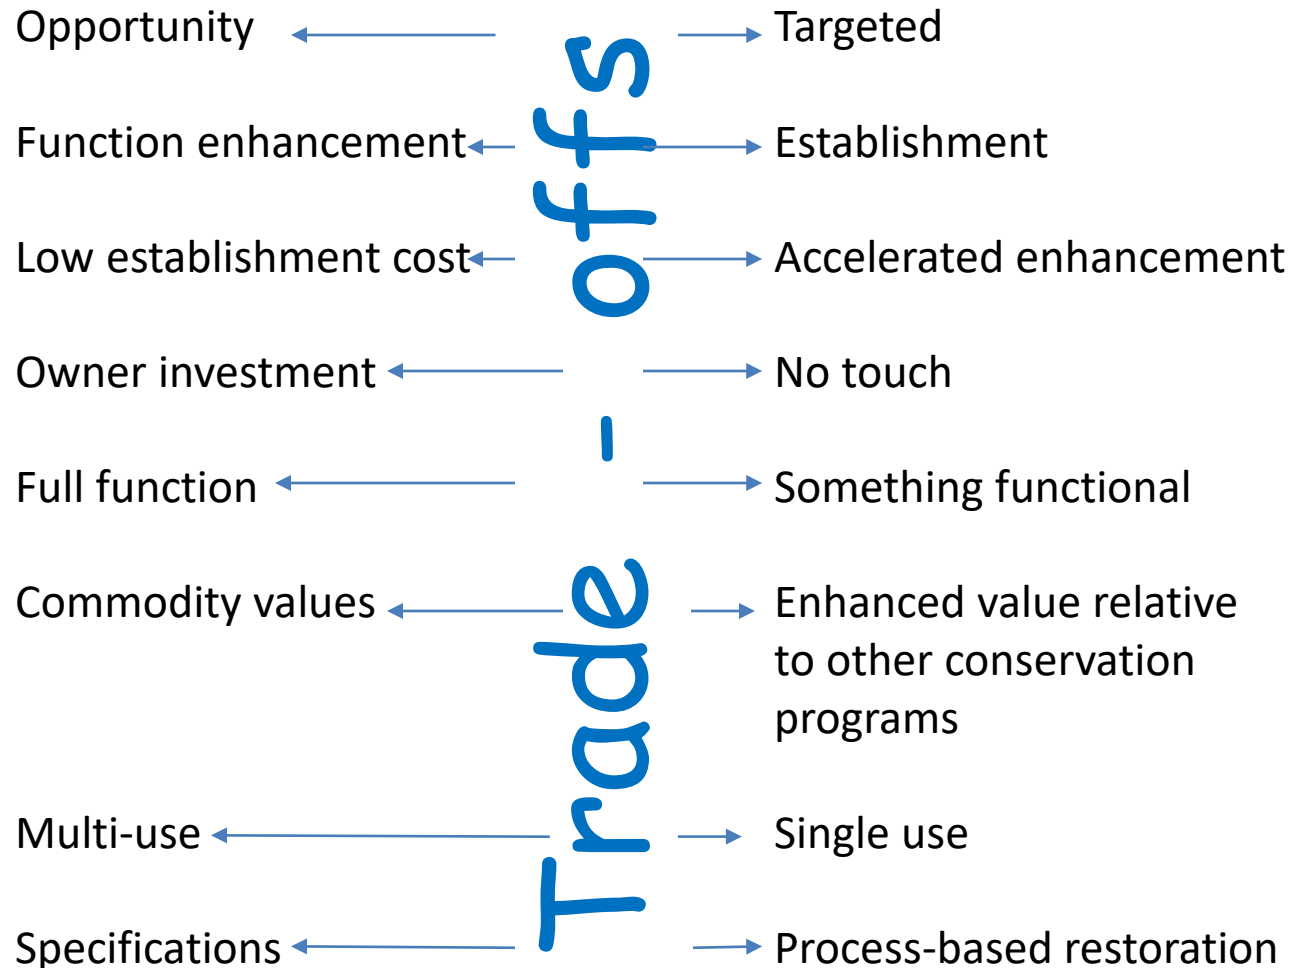 Opportunity
Targeted
Function enhancement
Establishment
Low establishment cost
Accelerated enhancement
Owner investment
No touch
Full function
Something functional
Commodity values
Enhanced value relative
to other conservation
programs
Multi-use
Single use
Specifications
Process-based restoration
Trade - offs